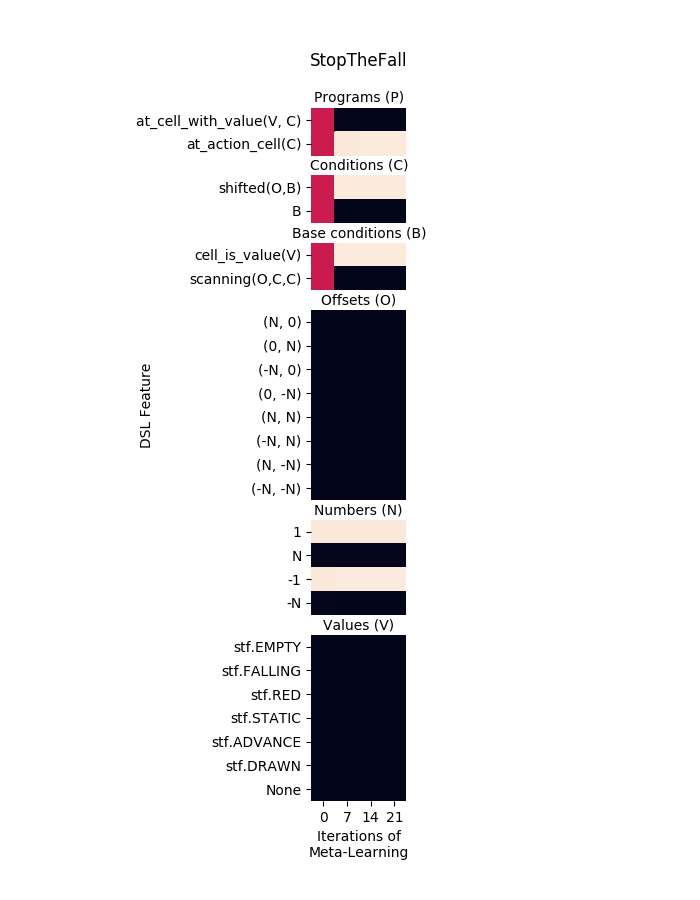 StopTheFall
Programs (P)
at_cell_with_value(V, C)
at_action_cell(C)
Conditions (C)
shifted(O,B)
B
Base conditions (B)
cell_is_value(V)
scanning(O,C,C)
Offsets (O)
(N, 0)
(0, N)
(-N, 0)
(0, -N)
(N, N)
(-N, N)
(N, -N)
(-N, -N)
DSL Feature
Numbers (N)
1
N
-1
-N
Values (V)
stf.EMPTY
stf.FALLING
stf.RED
stf.STATIC
stf.ADVANCE
stf.DRAWN
None
0 7 14 21
Iterations of
Meta-Learning